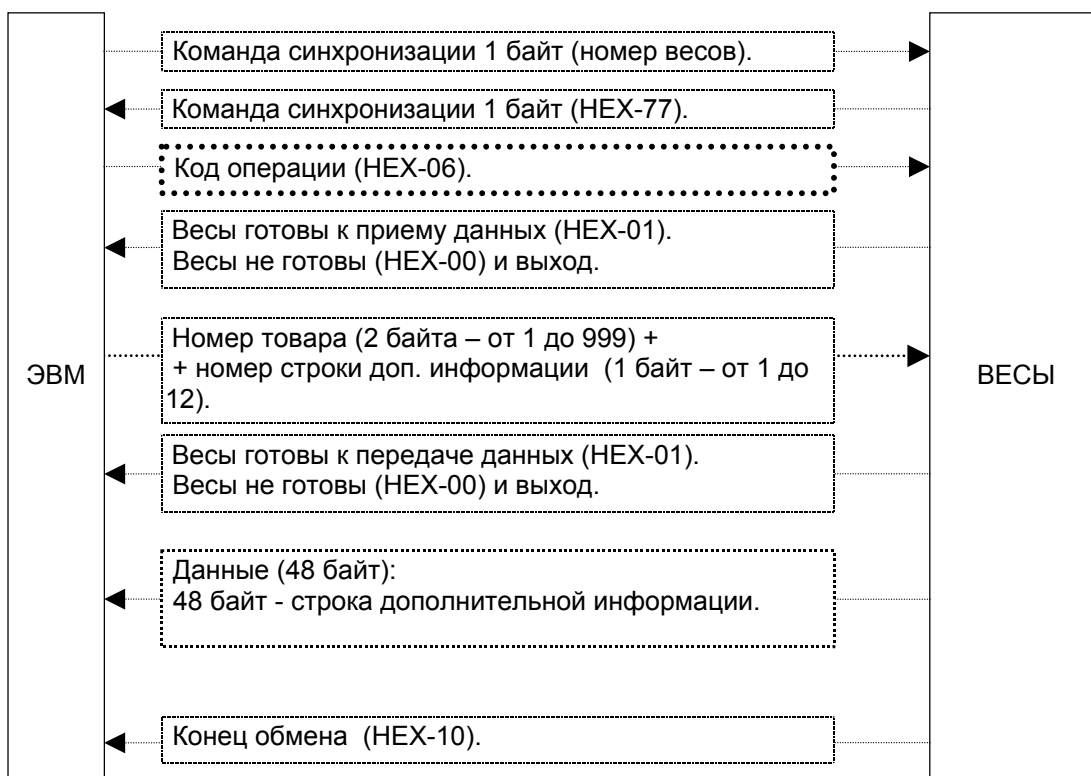 Команда синхронизации 1 байт (номер весов).
Команда синхронизации 1 байт (HEX-77).
Код операции (HEX-06).
Весы готовы к приему данных (HEX-01).
Весы не готовы (HEX-00) и выход.
Номер товара (2 байта – от 1 до 999) +
+ номер строки доп. информации (1 байт – от 1 до
12).
ЭВМ
ВЕСЫ
Весы готовы к передаче данных (HEX-01).
Весы не готовы (HEX-00) и выход.
Данные (48 байт):
48 байт - строка дополнительной информации.
Конец обмена (HEX-10).